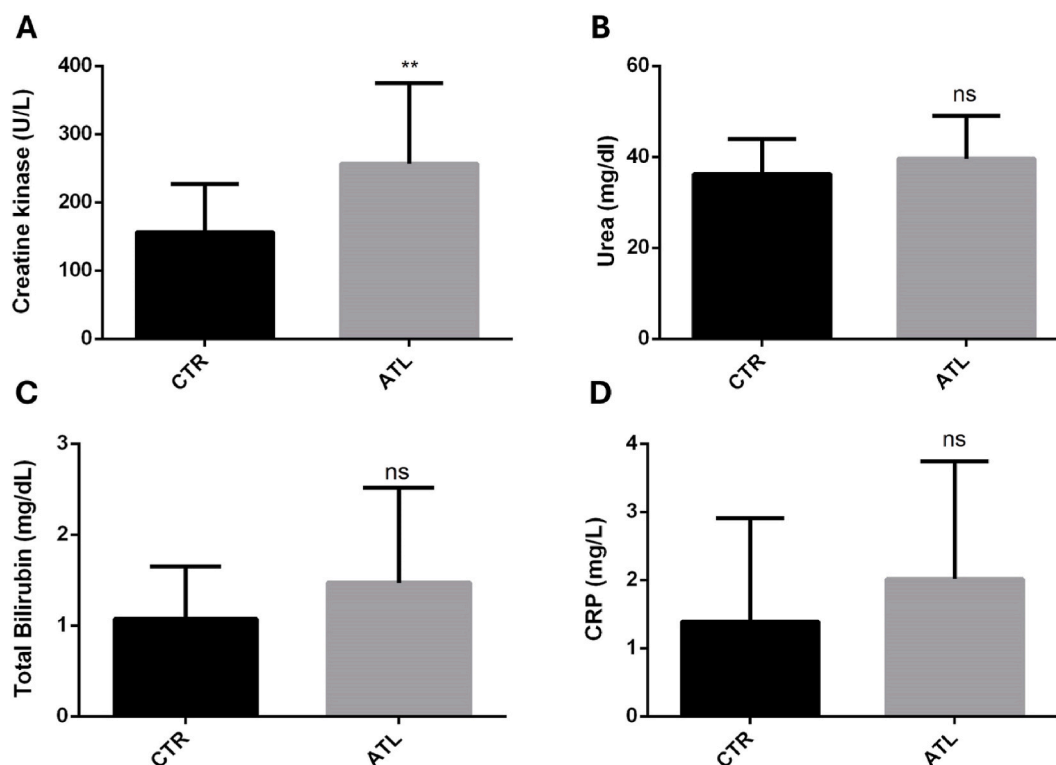 A
Creatine kinase (U/L)
400
300
200
100
0
**
CTR
ATL
B
Urea (mg/dl)
60
40
20
0
ns
CTR
ATL
C
Total Bilirubin (mg/dL)
3
2
1
0
ns
CTR
ATL
D
CRP (mg/L)
4
3
2
1
0
ns
CTR
ATL